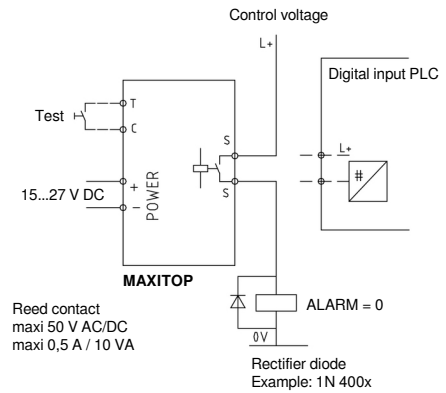 Control voltage
L+
Digital input PLC
T
Test
C
S
L+
#
15...27 V DC
+
–
POWER
S
MAXITOP
Reed contact
maxi 50 V AC/DC
maxi 0,5 A / 10 VA
ALARM = 0
0V
Rectifier diode
Example: 1N 400x